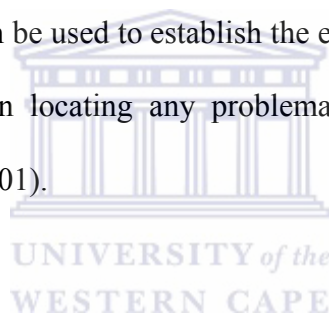 be used to establish the e
n locating any problema
01).
UNIVERSITY of the
WESTERN CAPE